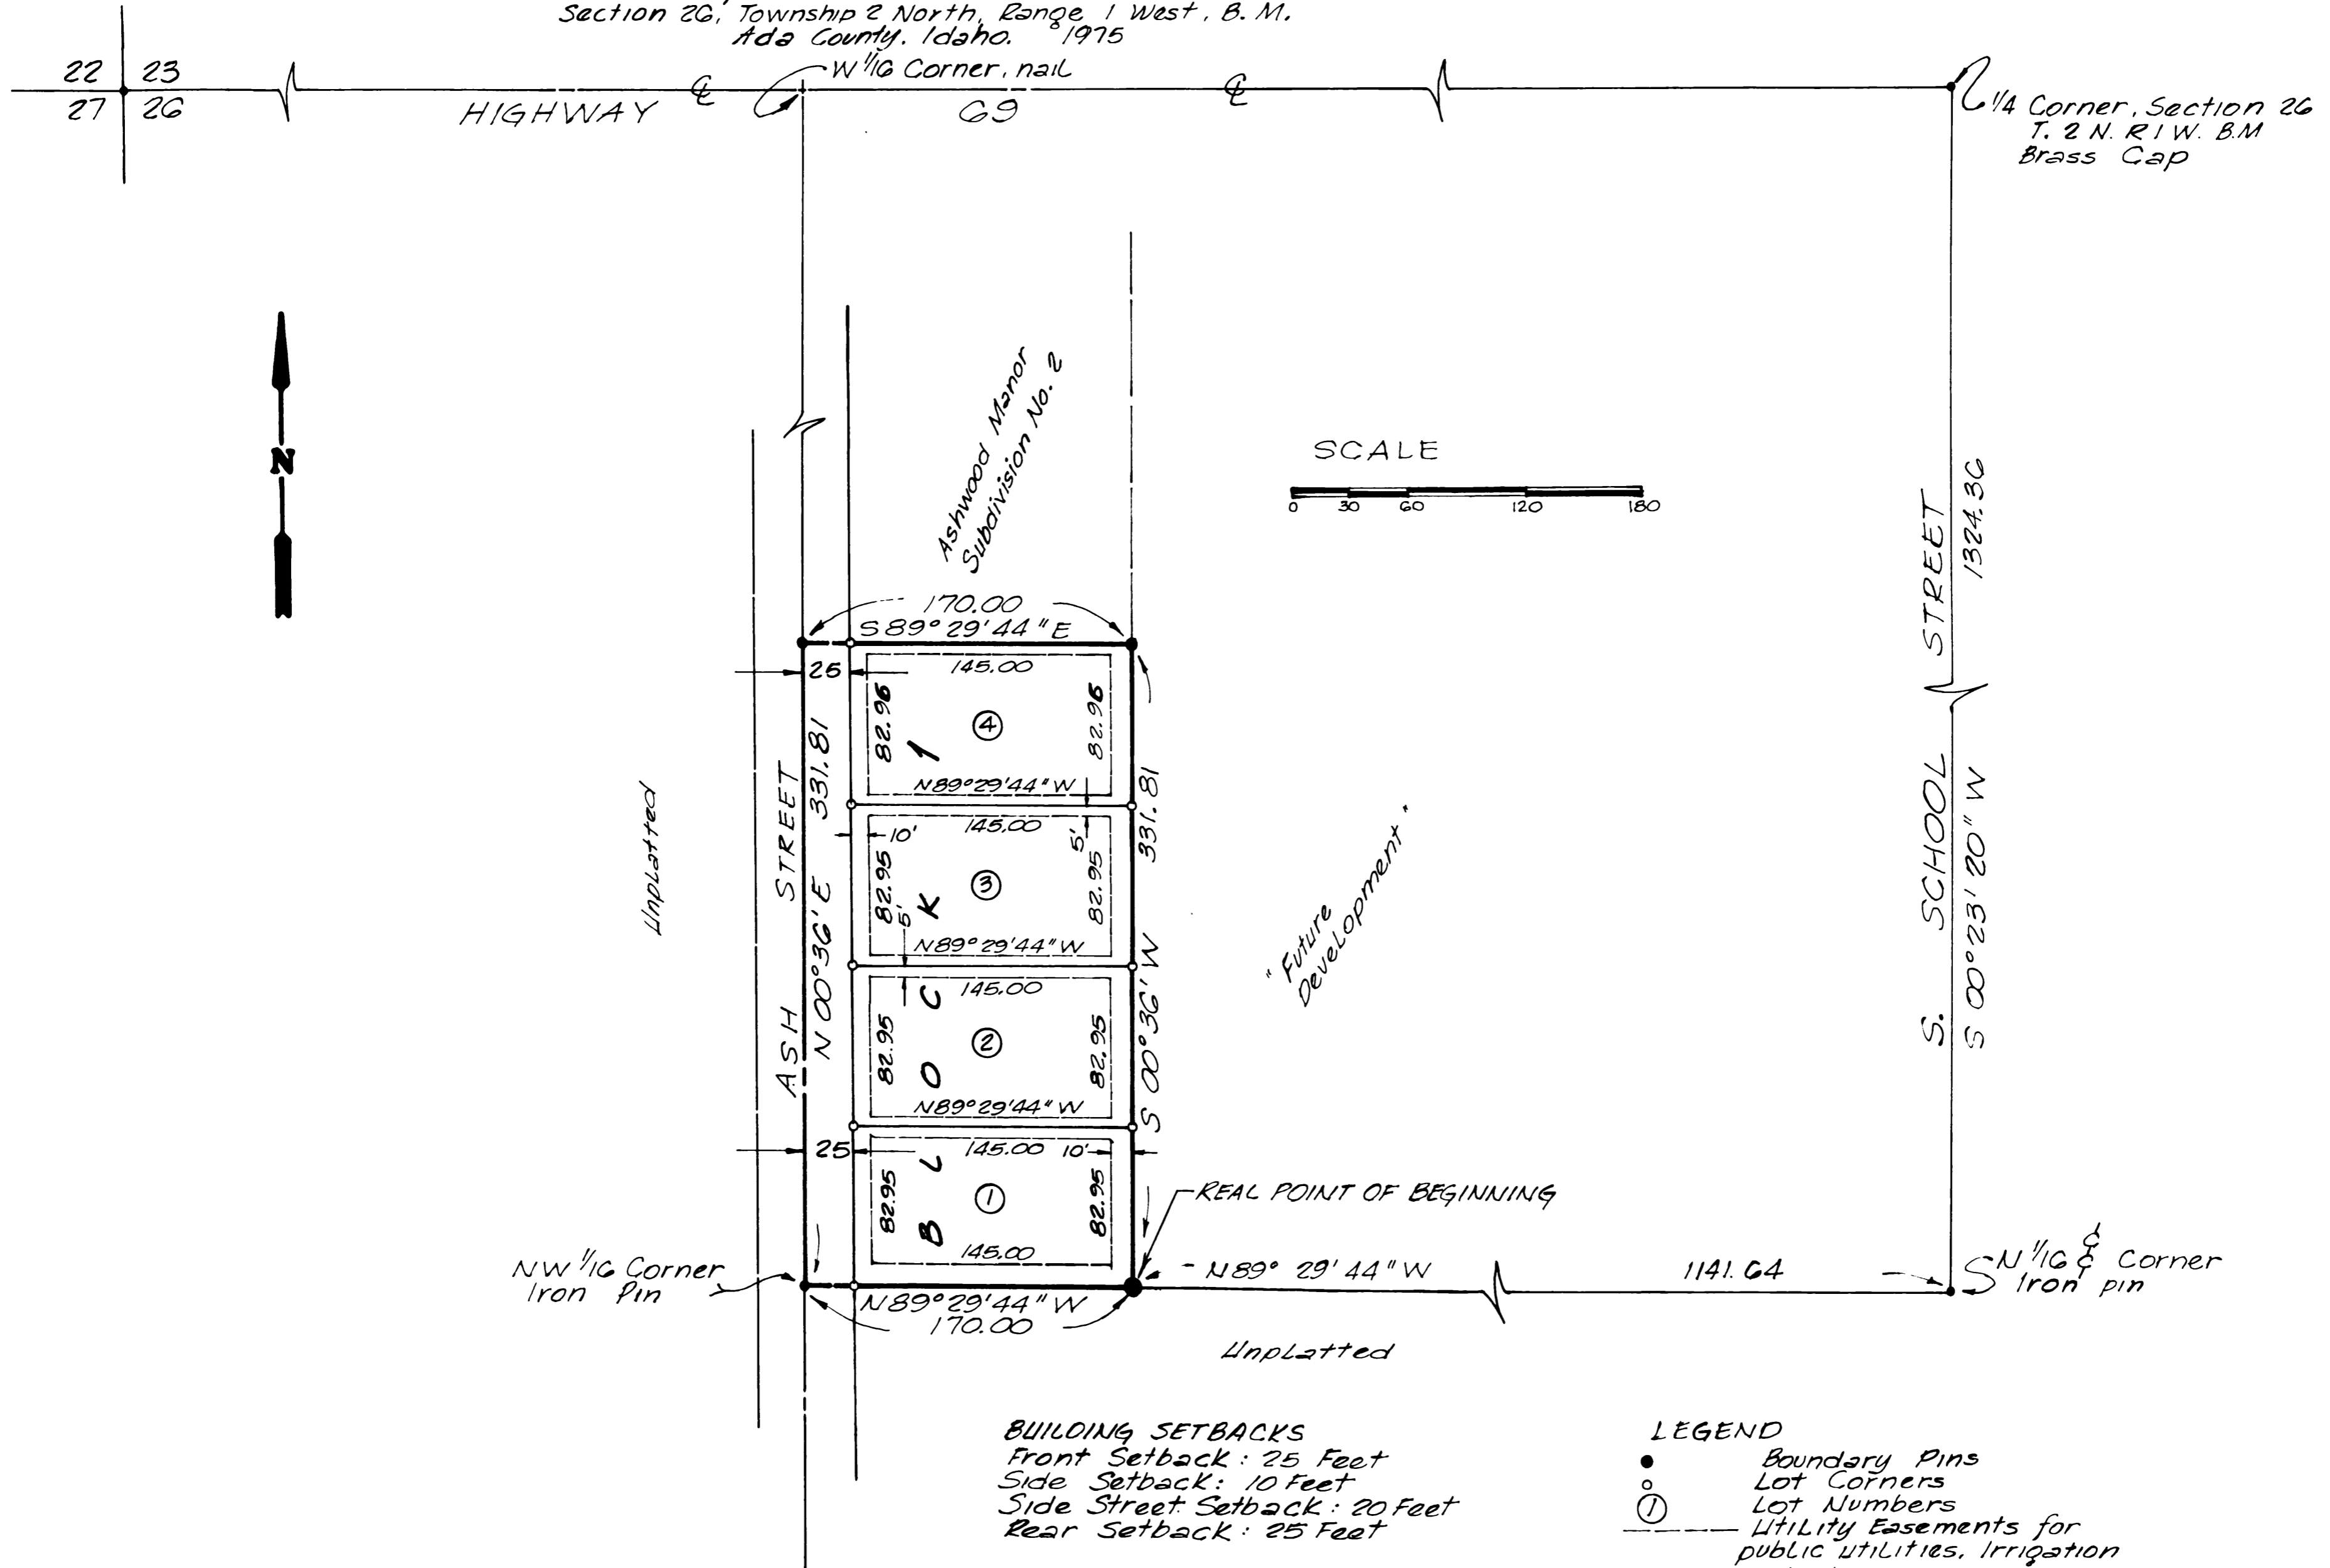 Section 26, Township 2 North, Range 1 West, B. M.
Ada County. Idaho. 1975
22 23
27 26
W 1/16 Corner, nail
HIGHWAY 69
1/4 Corner, Section 26
T. 2 N. R 1 W. B.M
Brass Cap
N
Ashwood Manor
Subdivision No. 2
SCALE
0 30 60 120 180
S. SCHOOL STREET
S 00°23'20" W 1324.36
170.00
S 89°29'44" E
25
145.00
82.96
82.96
4
1
N89°29'44" W
ASH STREET
N 00°36' E 331.81
331.81
S 00°36' W
Unplatted
10'
145.00
5'
82.95
82.95
3
K
5'
N89°29'44" W
"Future
Development"
145.00
C
82.95
82.95
2
O
N89°29'44" W
25
145.00
10'
L
82.95
82.95
1
B
145.00
REAL POINT OF BEGINNING
NW 1/16 Corner
Iron Pin
N89° 29' 44" W 1141.64
N 1/16 ₵ Corner
Iron pin
N89°29'44" W
170.00
Unplatted
BUILDING SETBACKS
Front Setback: 25 Feet
Side Setback: 10 Feet
Side Street Setback: 20 Feet
Rear Setback: 25 Feet
LEGEND
Boundary Pins
Lot Corners
1 Lot Numbers
Utility Easements for
public utilities, Irrigation